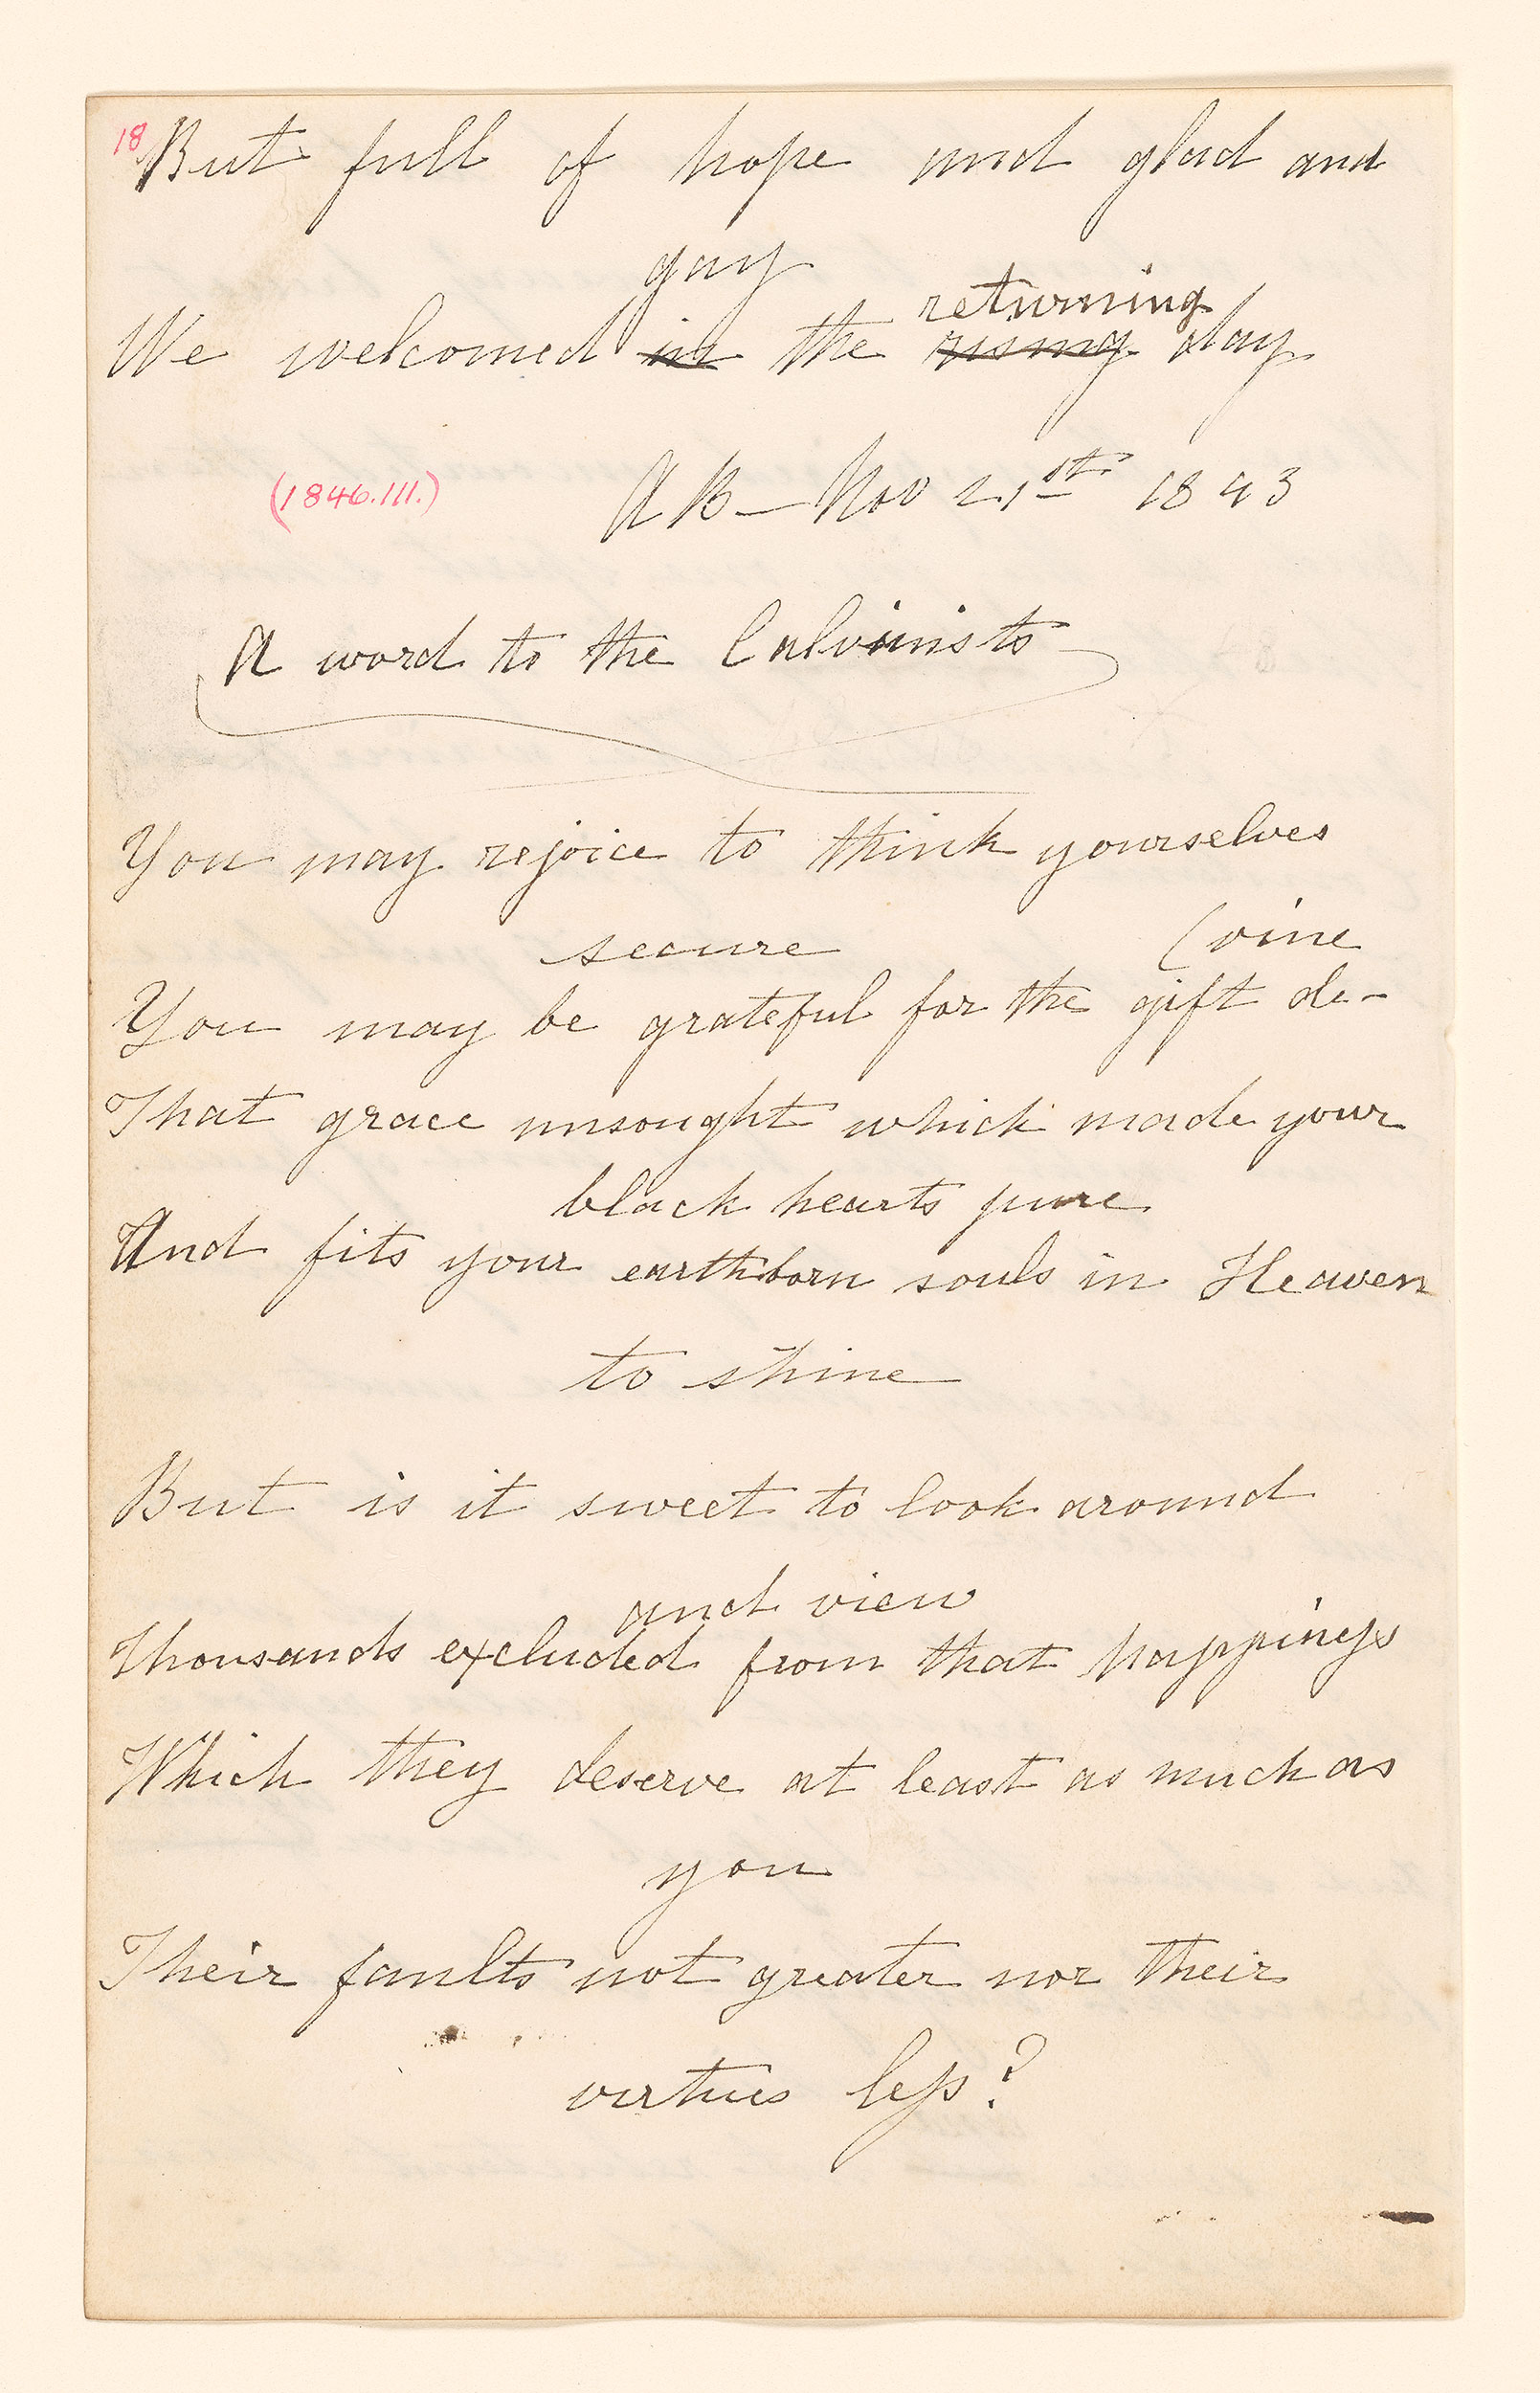 18
But full of hope and glad and
gay
returning
We welcomed in the rising day
(1846.III.)
A B — Nov 21st 1843
A word to the Calvinists
You may rejoice to think yourselves
secure
(vine
You may be grateful for the gift de-
That grace unsought which made your
black hearts pure
And fits your earthborn souls in Heaven
to shine
But is it sweet to look around
and view
Thousands excluded from that happiness
Which they deserve at least as much as
you
Their faults not greater nor their
virtues less?